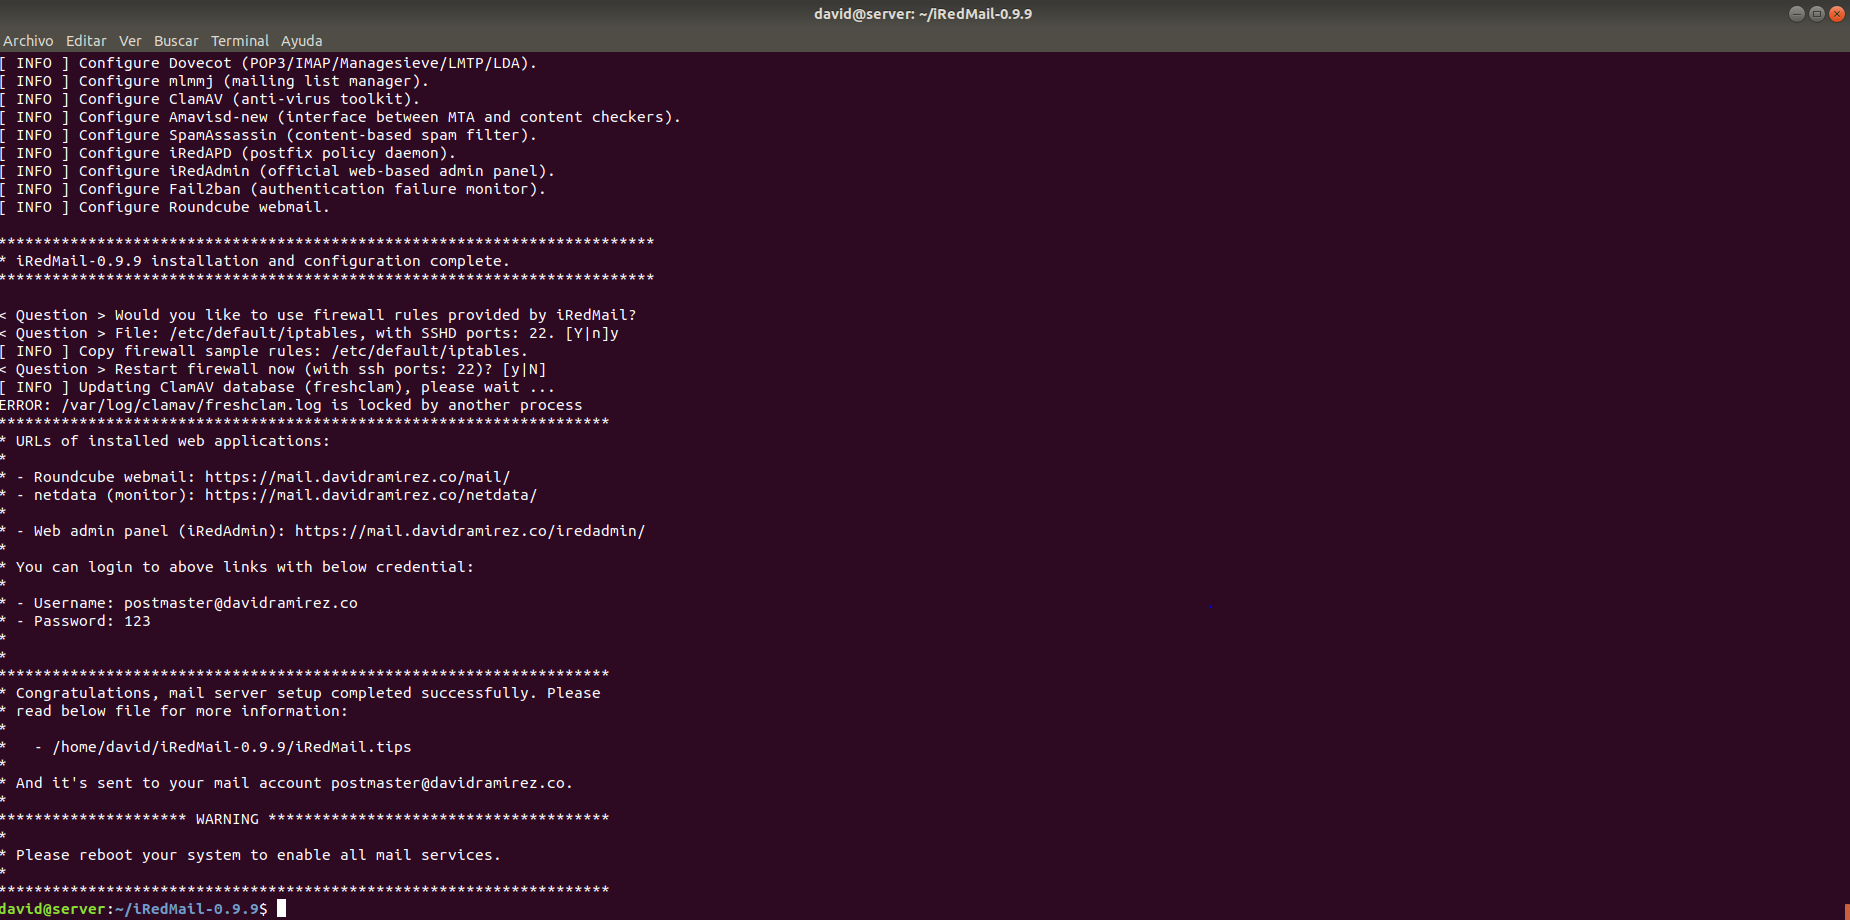 david@server: ~/iRedMail-0.9.9
Archivo Editar Ver Buscar Terminal Ayuda
[ INFO ] Configure Dovecot (POP3/IMAP/Managesieve/LMTP/LDA).
[ INFO ] Configure mlmmj (mailing list manager).
[ INFO ] Configure ClamAV (anti-virus toolkit).
[ INFO ] Configure Amavisd-new (interface between MTA and content checkers).
[ INFO ] Configure SpamAssassin (content-based spam filter).
[ INFO ] Configure iRedAPD (postfix policy daemon).
[ INFO ] Configure iRedAdmin (official web-based admin panel).
[ INFO ] Configure Fail2ban (authentication failure monitor).
[ INFO ] Configure Roundcube webmail.
*************************************************************************
* iRedMail-0.9.9 installation and configuration complete.
*************************************************************************
< Question > Would you like to use firewall rules provided by iRedMail?
< Question > File: /etc/default/iptables, with SSHD ports: 22. [Y|n]y
[ INFO ] Copy firewall sample rules: /etc/default/iptables.
< Question > Restart firewall now (with ssh ports: 22)? [y|N]
[ INFO ] Updating ClamAV database (freshclam), please wait ...
ERROR: /var/log/clamav/freshclam.log is locked by another process
********************************************************************
* URLs of installed web applications:
*
* - Roundcube webmail: https://mail.davidramirez.co/mail/
* - netdata (monitor): https://mail.davidramirez.co/netdata/
*
* - Web admin panel (iRedAdmin): https://mail.davidramirez.co/iredadmin/
*
* You can login to above links with below credential:
*
* - Username: postmaster@davidramirez.co
* - Password: 123
*
*
********************************************************************
* Congratulations, mail server setup completed successfully. Please
* read below file for more information:
*
*   - /home/david/iRedMail-0.9.9/iRedMail.tips
*
* And it's sent to your mail account postmaster@davidramirez.co.
*
********************* WARNING **************************************
*
* Please reboot your system to enable all mail services.
*
********************************************************************
david@server:~/iRedMail-0.9.9$